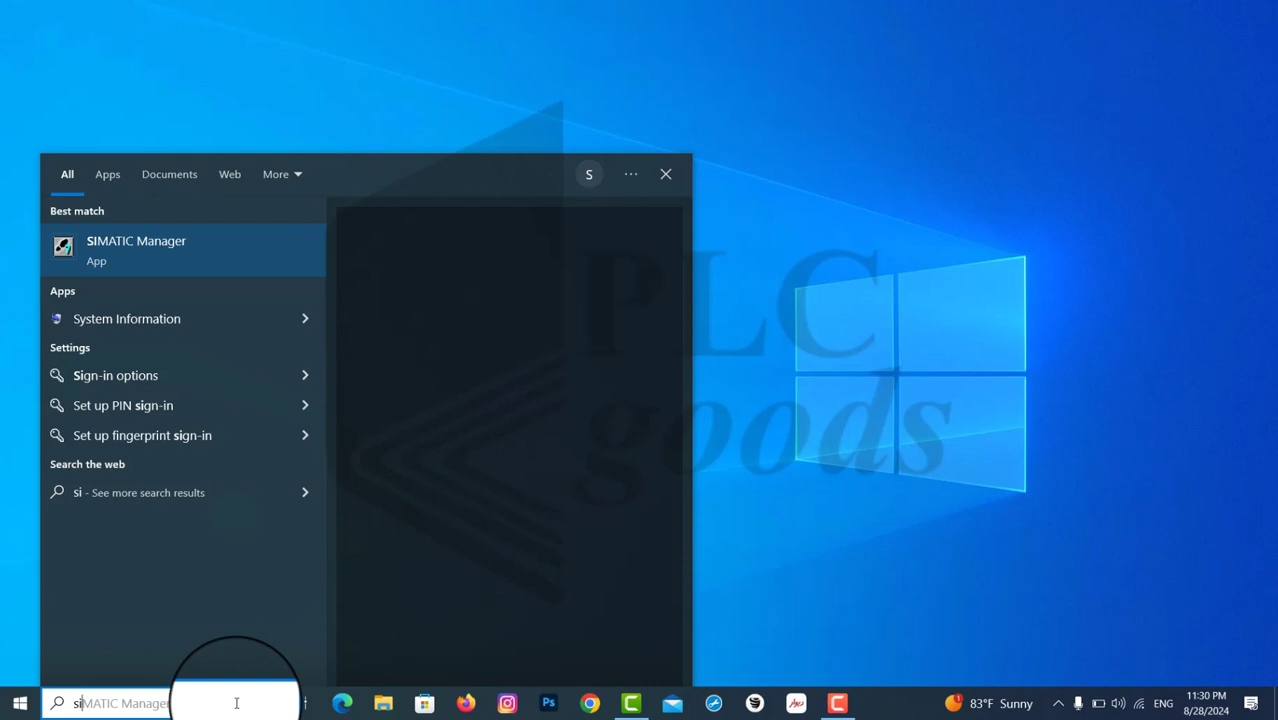 All Apps Documents Web More S ...
Best match
SIMATIC Manager
App
Apps
System Information
Settings
Sign-in options
Set up PIN sign-in
Set up fingerprint sign-in
Search the web
si - See more search results
PLC
goods
siMATIC Manager
Ps
1 83°F Sunny ENG
11:30 PM
8/28/2024